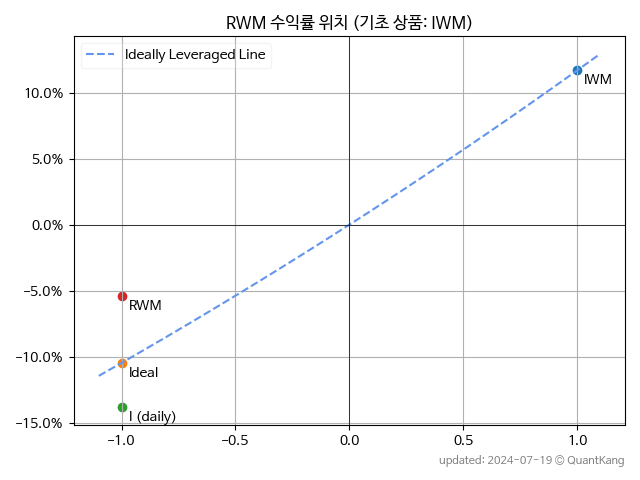 RWM 수익률 위치 (기초 상품: IWM)
Ideally Leveraged Line
10.0%
5.0%
0.0%
−5.0%
−10.0%
−15.0%
IWM
RWM
Ideal
I (daily)
−1.0 −0.5 0.0 0.5 1.0
updated: 2024-07-19 © QuantKang